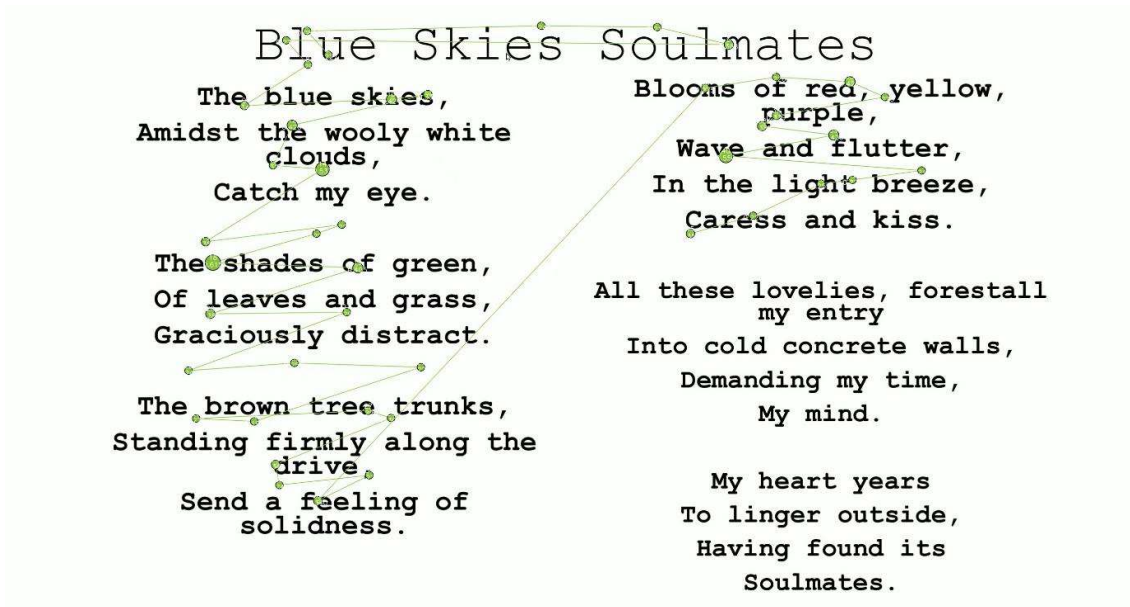 Blue Skies Soulmates
The blue skies,
Amidst the wooly white
clouds,
Catch my eye.
The shades of green,
Of leaves and grass,
Graciously distract.
The brown tree trunks,
Standing firmly along the
drive,
Send a feeling of
solidness.
Blooms of red, yellow,
purple,
Wave and flutter,
In the light breeze,
Caress and kiss.
All these lovelies, forestall
my entry
Into cold concrete walls,
Demanding my time,
My mind.
My heart years
To linger outside,
Having found its
Soulmates.